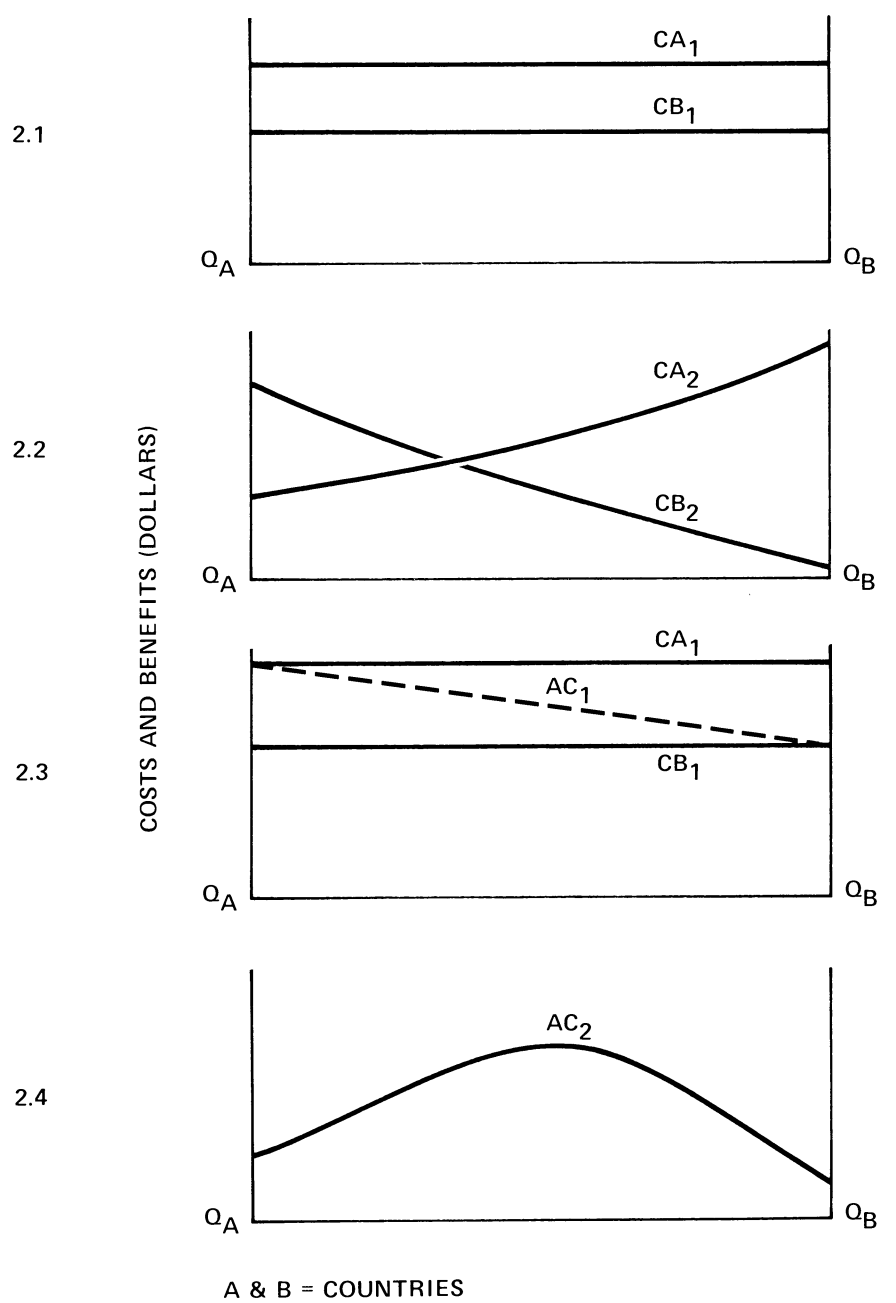 CA1
CB1
2.1
QA
QB
CA2
2.2
CB2
QA
QB
COSTS AND BENEFITS (DOLLARS)
CA1
AC1
CB1
2.3
QA
QB
AC2
2.4
QA
QB
A & B = COUNTRIES